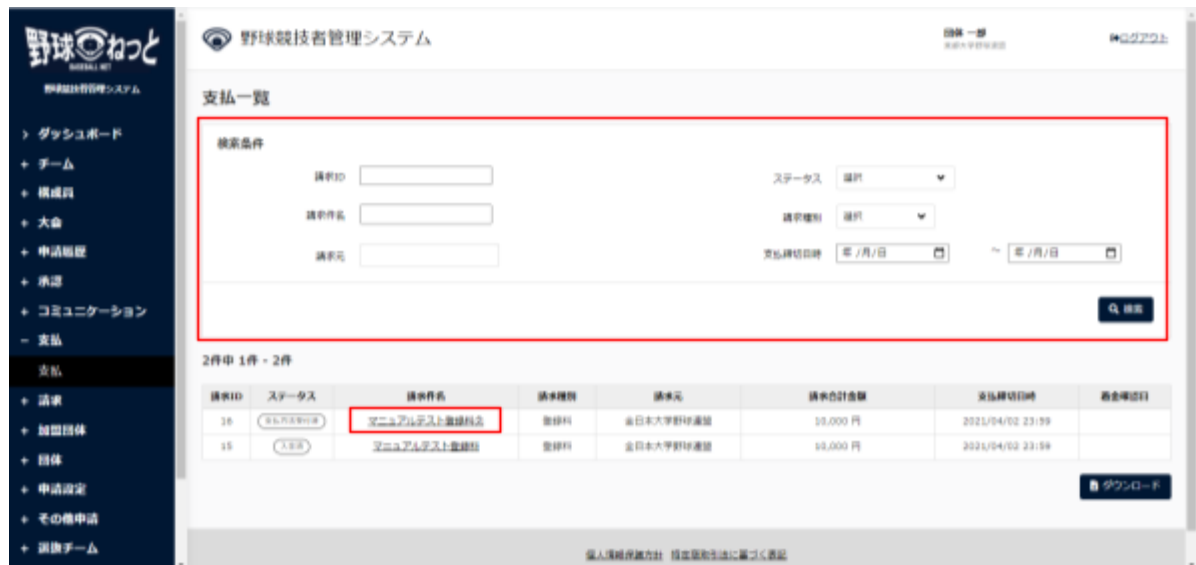 野球ねっと
BASEBALL NET
野球競技者管理システム
野球競技者管理システム
団体 一郎
ログアウト
支払一覧
> ダッシュボード
+ チーム
+ 構成員
+ 大会
+ 申請履歴
+ 承認
+ コミュニケーション
− 支払
支払
+ 請求
+ 加盟団体
+ 団体
+ 申請設定
+ その他申請
+ 選抜チーム
検索条件
請求ID
ステータス 選択
請求件名
請求種別 選択
請求元
支払締切日時 年/月/日 ~ 年/月/日
検索
2件中 1件 - 2件
請求ID ステータス 請求件名 請求種別 請求元 請求合計金額 支払締切日時 着金確認日
16 マニュアルテスト登録料2 登録料 全日本大学野球連盟 10,000 円 2021/04/02 23:59
15 入金済 マニュアルテスト登録料 登録料 全日本大学野球連盟 10,000 円 2021/04/02 23:59
ダウンロード
個人情報保護方針 特定商取引法に基づく表記